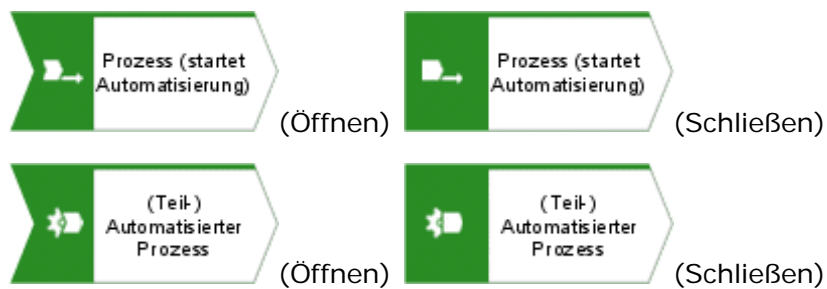 Prozess (startet
Automatisierung)
(Öffnen)
Prozess (startet
Automatisierung)
(Schließen)
(Teil-)
Automatisierter
Prozess
(Öffnen)
(Teil-)
Automatisierter
Prozess
(Schließen)